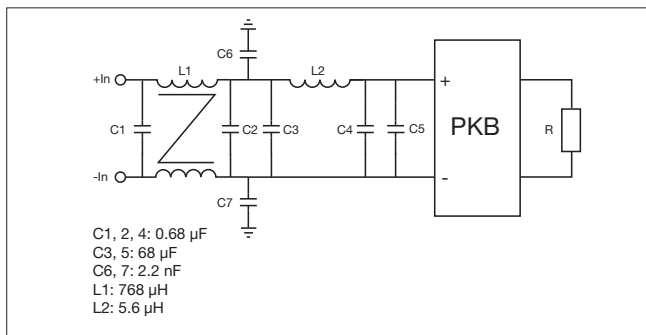 C6
+In
L1
L2
+
C1
C2
C3
C4
C5
PKB
R
-In
-
C7
C1, 2, 4: 0.68 µF
C3, 5: 68 µF
C6, 7: 2.2 nF
L1: 768 µH
L2: 5.6 µH